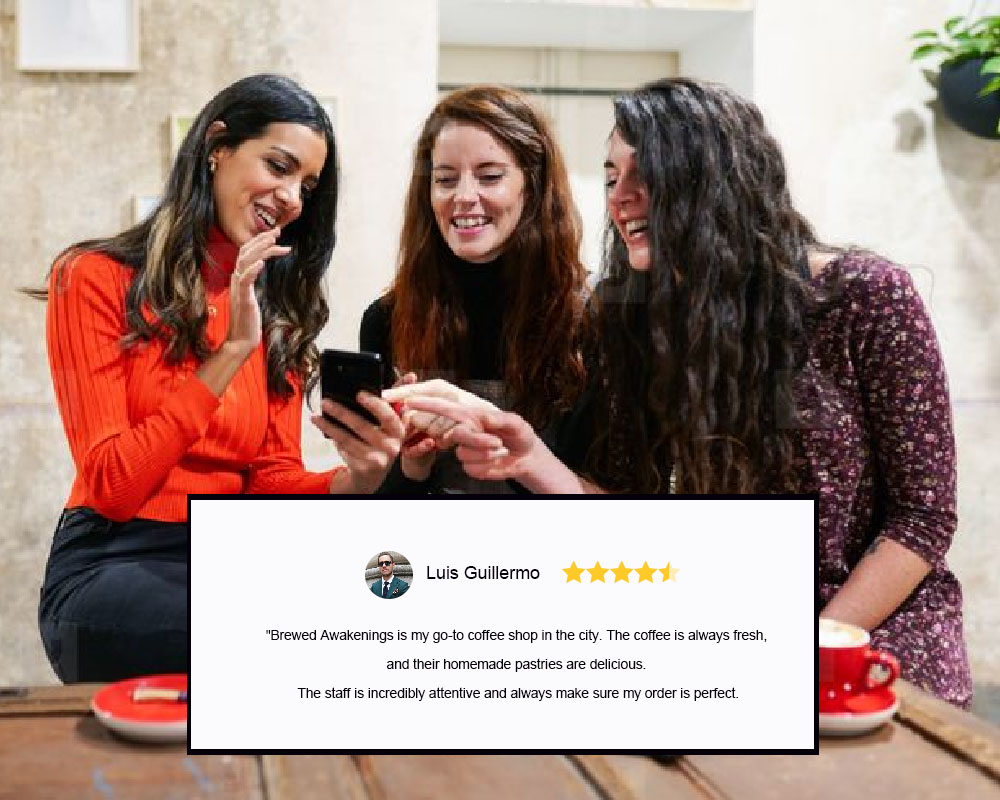 Luis Guillermo
"Brewed Awakenings is my go-to coffee shop in the city. The coffee is always fresh,
and their homemade pastries are delicious.
The staff is incredibly attentive and always make sure my order is perfect.